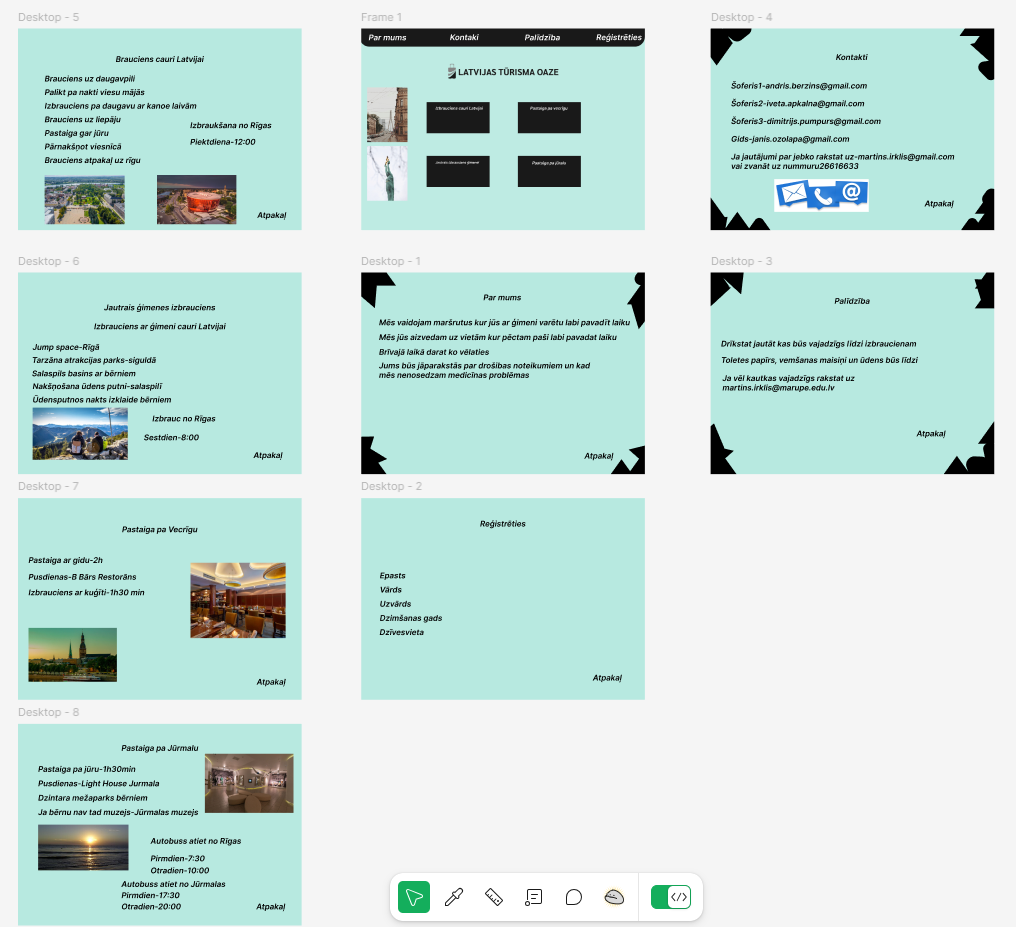 Desktop - 5
Brauciens cauri Latvijai
Brauciens uz daugavpili
Palikt pa nakti viesu mājās
Izbrauciens pa daugavu ar kanoe laivām
Brauciens uz liepāju
Pastaiga gar jūru
Pārnakšņot viesnīcā
Brauciens atpakaļ uz rīgu
Izbraukšana no Rīgas
Piektdiena-12:00
Atpakaļ
Frame 1
Par mums
Kontaki
Palīdzība
Reģistrēties
LATVIJAS TŪRISMA OAZE
Izbrauciens cauri Latvijai
Pastaiga pa vecrīgu
Pastaiga pa jūrmalu
Desktop - 4
Kontakti
Šoferis1-andris.berzins@gmail.com
Šoferis2-iveta.apkalna@gmail.com
Šoferis3-dimitrijs.pumpurs@gmail.com
Gids-janis.ozolapa@gmail.com
Ja jautājumi par jebko rakstat uz-martins.irklis@gmail.com
vai zvanāt uz nummuru26616633
@
Atpakaļ
Desktop - 6
Jautrais ģimenes izbrauciens
Izbrauciens ar ģimeni cauri Latvijai
Jump space-Rīgā
Tarzāna atrakcijas parks-siguldā
Salaspils basins ar bērniem
Nakšņošana ūdens putni-salaspilī
Ūdensputnos nakts izklaide bērniem
Izbrauc no Rīgas
Sestdien-8:00
Atpakaļ
Desktop - 1
Par mums
Mēs vaidojam maršrutus kur jūs ar ģimeni varētu labi pavadīt laiku
Mēs jūs aizvedam uz vietām kur pēctam paši labi pavadat laiku
Brīvajā laikā darat ko vēlaties
Jums būs jāparakstās par drošibas noteikumiem un kad
mēs nenosedzam medicīnas problēmas
Atpakaļ
Desktop - 3
Palīdzība
Drīkstat jautāt kas būs vajadzīgs līdzi izbraucienam
Toletes papīrs, vemšanas maisiņi un ūdens būs līdzi
Ja vēl kautkas vajadzīgs rakstat uz
martins.irklis@marupe.edu.lv
Atpakaļ
Desktop - 7
Pastaiga pa Vecrīgu
Pastaiga ar gidu-2h
Pusdienas-B Bārs Restorāns
Izbrauciens ar kuģīti-1h30 min
Atpakaļ
Desktop - 2
Reģistrēties
Epasts
Vārds
Uzvārds
Dzimšanas gads
Dzīvesvieta
Atpakaļ
Desktop - 8
Pastaiga pa Jūrmalu
Pastaiga pa jūru-1h30min
Pusdienas-Light House Jurmala
Dzintara mežaparks bērniem
Ja bērnu nav tad muzejs-Jūrmalas muzejs
Autobuss atiet no Rīgas
Pirmdien-7:30
Otradien-10:00
Autobuss atiet no Jūrmalas
Pirmdien-17:30
Otradien-20:00
Atpakaļ